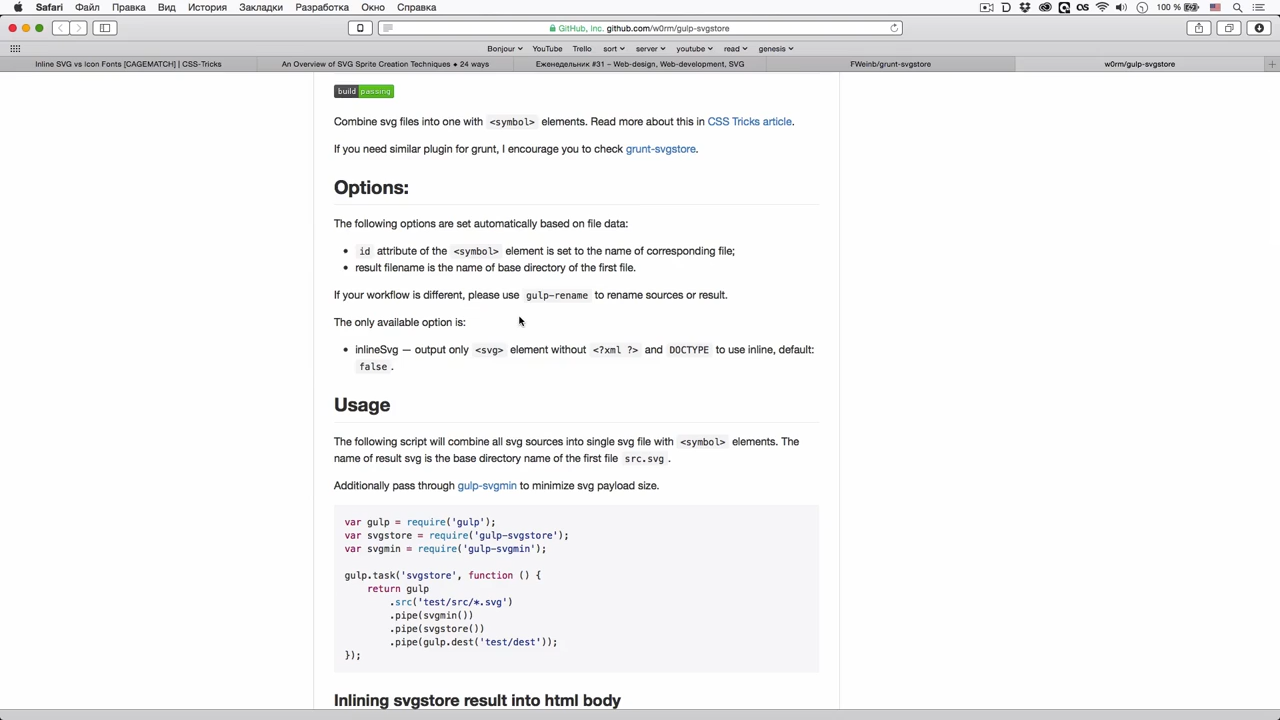 Safari Файл Правка Вид История Закладки Разработка Окно Справка 100 %
GitHub, Inc. github.com/w0rm/gulp-svgstore
Bonjour YouTube Trello sort server youtube read genesis
Inline SVG vs Icon Fonts [CAGEMATCH] | CSS-Tricks An Overview of SVG Sprite Creation Techniques ♦ 24 ways Еженедельник #31 – Web-design, Web-development, SVG FWeinb/grunt-svgstore w0rm/gulp-svgstore
build passing
Combine svg files into one with <symbol> elements. Read more about this in CSS Tricks article.
If you need similar plugin for grunt, I encourage you to check grunt-svgstore.
Options:
The following options are set automatically based on file data:
• id attribute of the <symbol> element is set to the name of corresponding file;
• result filename is the name of base directory of the first file.
If your workflow is different, please use gulp-rename to rename sources or result.
The only available option is:
• inlineSvg — output only <svg> element without <?xml ?> and DOCTYPE to use inline, default:
false .
Usage
The following script will combine all svg sources into single svg file with <symbol> elements. The
name of result svg is the base directory name of the first file src.svg .
Additionally pass through gulp-svgmin to minimize svg payload size.
var gulp = require('gulp');
var svgstore = require('gulp-svgstore');
var svgmin = require('gulp-svgmin');
gulp.task('svgstore', function () {
return gulp
.src('test/src/*.svg')
.pipe(svgmin())
.pipe(svgstore())
.pipe(gulp.dest('test/dest'));
});
Inlining svgstore result into html body